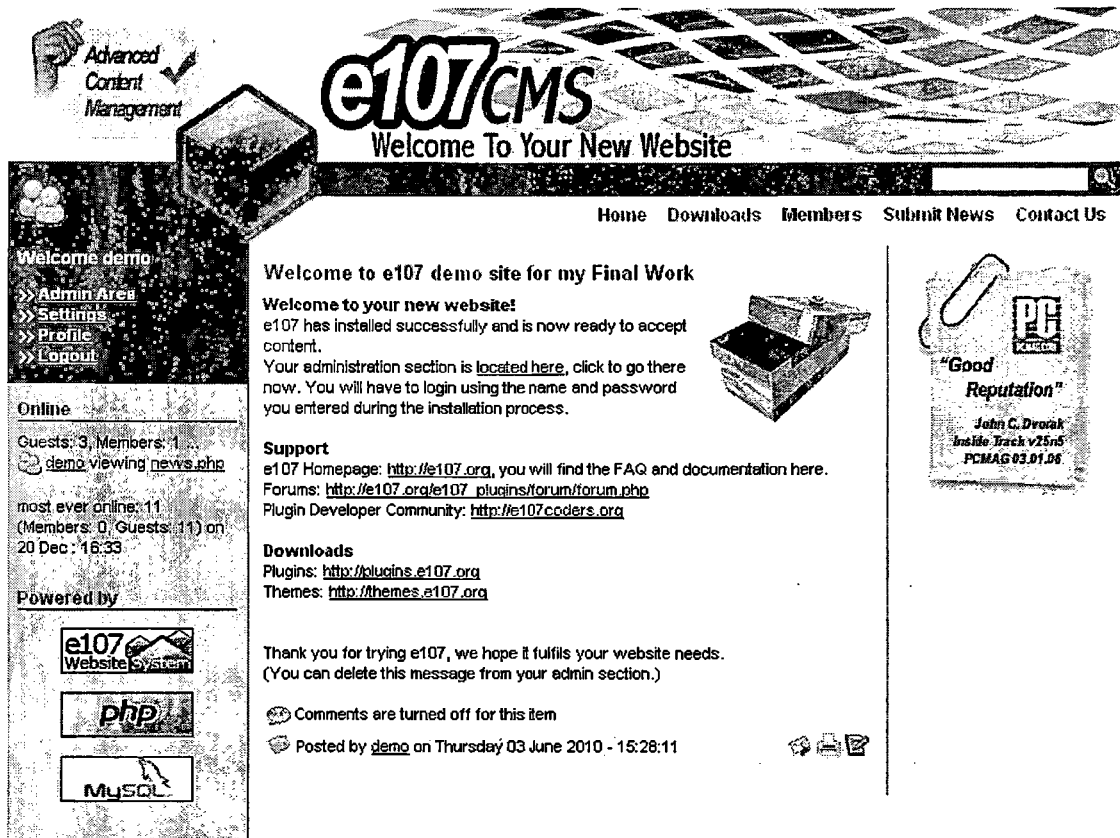 Advanced
Content
Management
e107 CMS
Welcome To Your New Website
Home Downloads Members Submit News Contact Us
Welcome demo
>> Admin Area
>> Settings
>> Profile
>> Logout
Online
Guests: 3, Members: 1 ...
demo viewing news.php
most ever online: 11
(Members: 0, Guests: 11) on
20 Dec : 16:33
Powered by
e107
Website System
php
MySQL
Welcome to e107 demo site for my Final Work
Welcome to your new website!
e107 has installed successfully and is now ready to accept
content.
Your administration section is located here, click to go there
now. You will have to login using the name and password
you entered during the installation process.
Support
e107 Homepage: http://e107.org, you will find the FAQ and documentation here.
Forums: http://e107.org/e107_plugins/forum/forum.php
Plugin Developer Community: http://e107coders.org
Downloads
Plugins: http://plugins.e107.org
Themes: http://themes.e107.org
Thank you for trying e107, we hope it fulfils your website needs.
(You can delete this message from your admin section.)
Comments are turned off for this item
Posted by demo on Thursday 03 June 2010 - 15:28:11
PC
"Good
Reputation"
John C. Dvorak
Inside Track v25n5
PCMAG 03.01.06